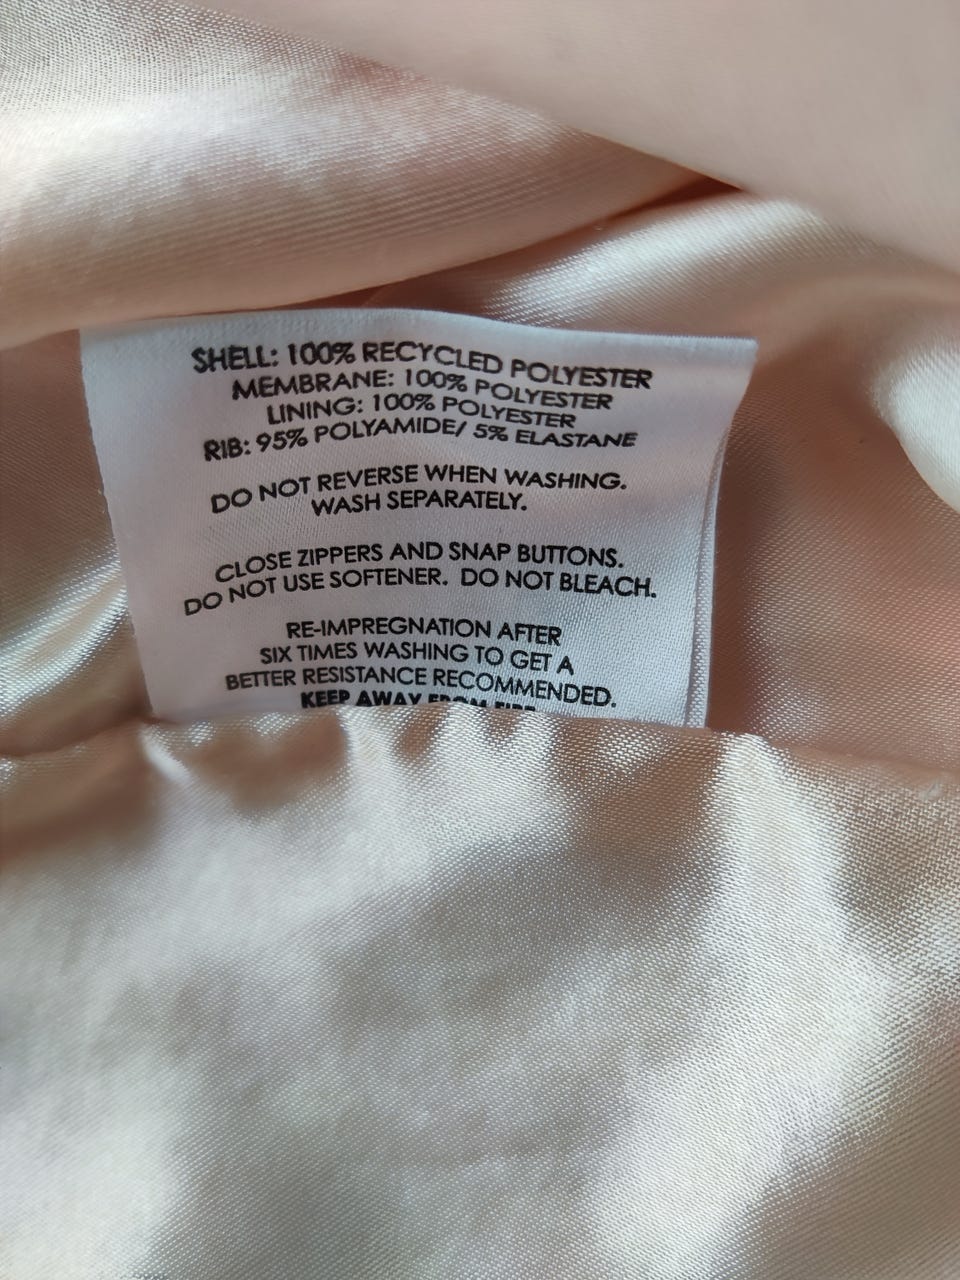 SHELL: 100% RECYCLED POLYESTER
MEMBRANE: 100% POLYESTER
LINING: 100% POLYESTER
RIB: 95% POLYAMIDE/ 5% ELASTANE
DO NOT REVERSE WHEN WASHING.
WASH SEPARATELY.
CLOSE ZIPPERS AND SNAP BUTTONS.
DO NOT USE SOFTENER. DO NOT BLEACH.
RE-IMPREGNATION AFTER
SIX TIMES WASHING TO GET A
BETTER RESISTANCE RECOMMENDED.
KEEP AWAY FROM FIRE